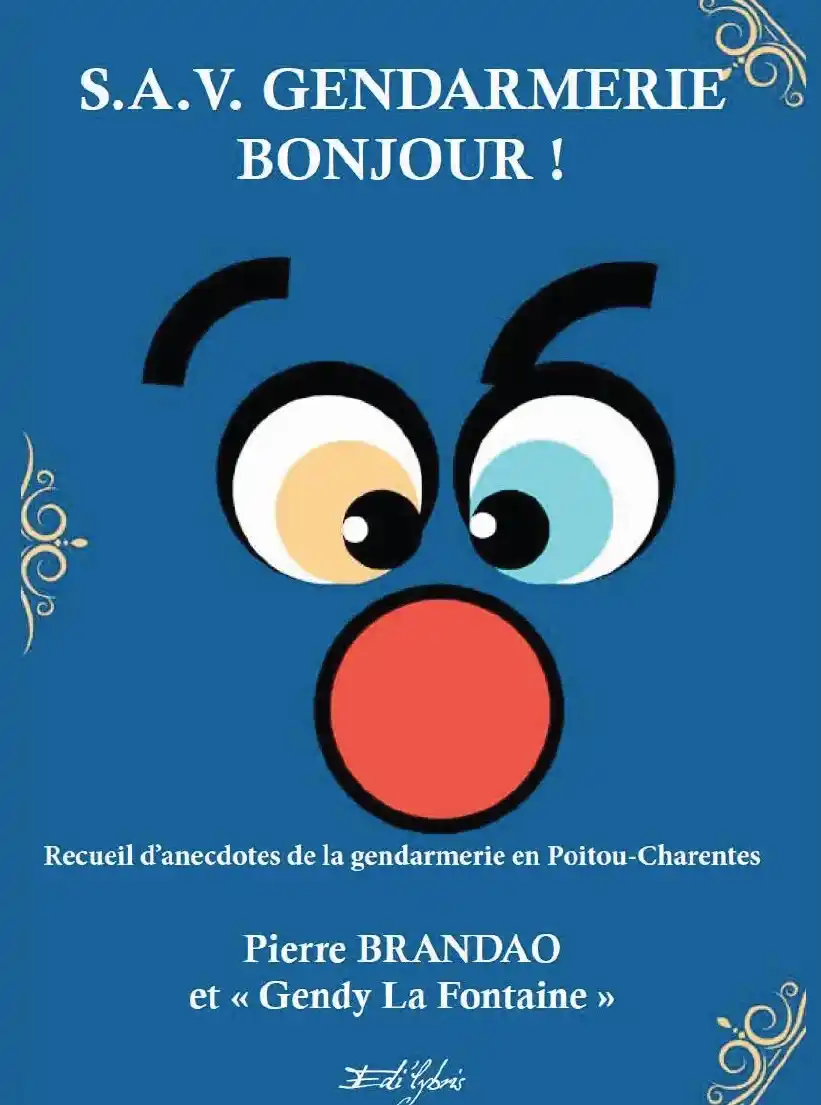 S.A.V. GENDARMERIE
BONJOUR !
Recueil d’anecdotes de la gendarmerie en Poitou-Charentes
Pierre BRANDAO
et « Gendy La Fontaine »
Edi'lybris